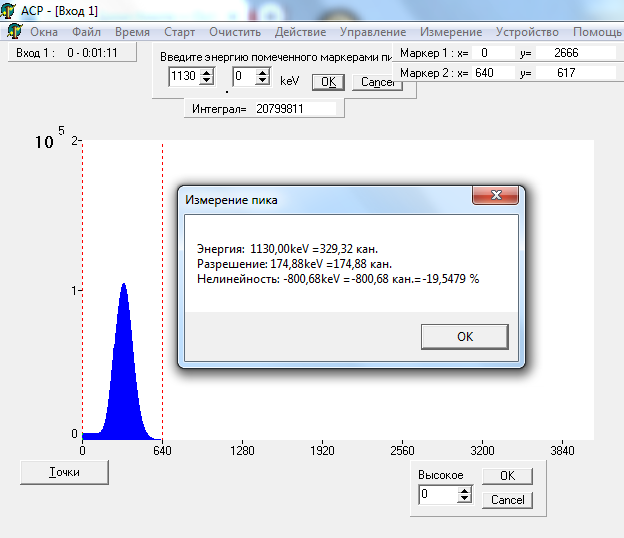 ACP - [Вход 1]
Окна Файл Время Старт Очистить Действие Управление Измерение Устройство Помощь
Вход 1 : 0 - 0:01:11
Введите энергию помеченного маркерами пи
1130 . 0 keV OK Cancel
Маркер 1 : x= 0 y= 2666
Маркер 2 : x= 640 y= 617
Интеграл= 20799811
10 5
2
1
0
0 640 1280 1920 2560 3200 3840
Измерение пика
Энергия: 1130,00keV =329,32 кан.
Разрешение: 174,88keV =174,88 кан.
Нелинейность: -800,68keV =-800,68 кан.=-19,5479 %
OK
Точки
Высокое
0
OK
Cancel